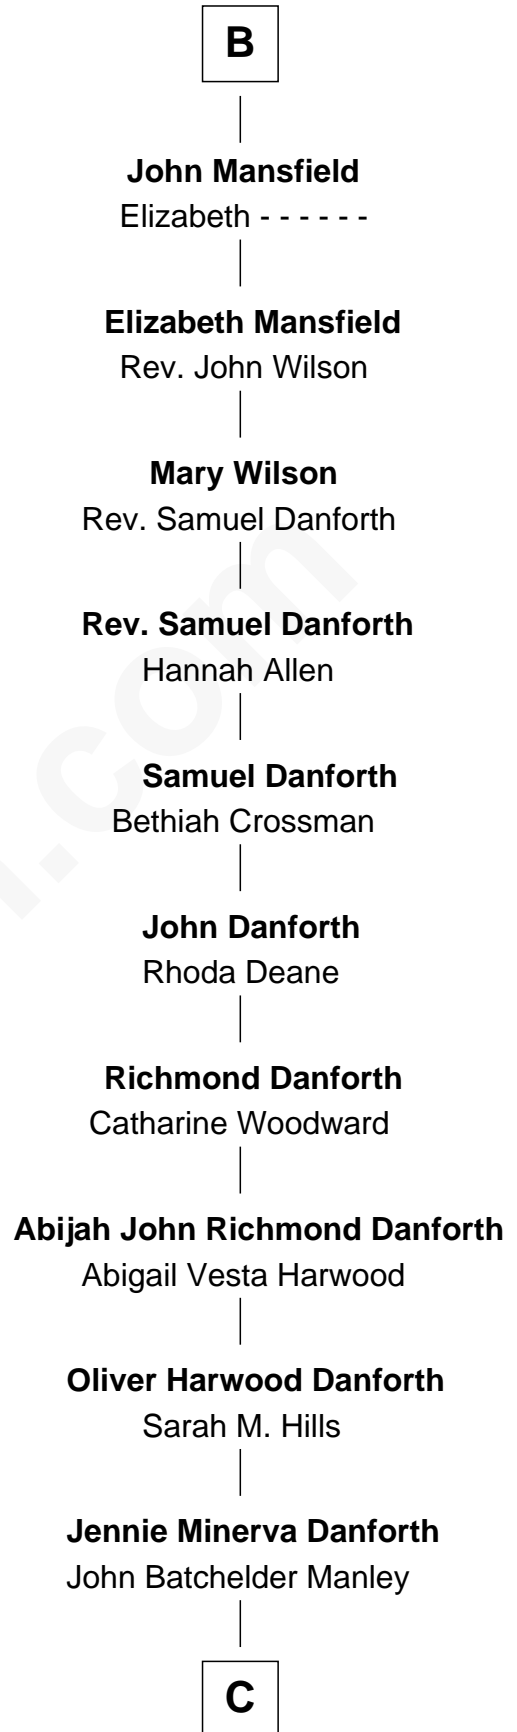 B
John Mansfield
Elizabeth - - - - - -
Elizabeth Mansfield
Rev. John Wilson
Mary Wilson
Rev. Samuel Danforth
Rev. Samuel Danforth
Hannah Allen
Samuel Danforth
Bethiah Crossman
John Danforth
Rhoda Deane
Richmond Danforth
Catharine Woodward
Abijah John Richmond Danforth
Abigail Vesta Harwood
Oliver Harwood Danforth
Sarah M. Hills
Jennie Minerva Danforth
John Batchelder Manley
C